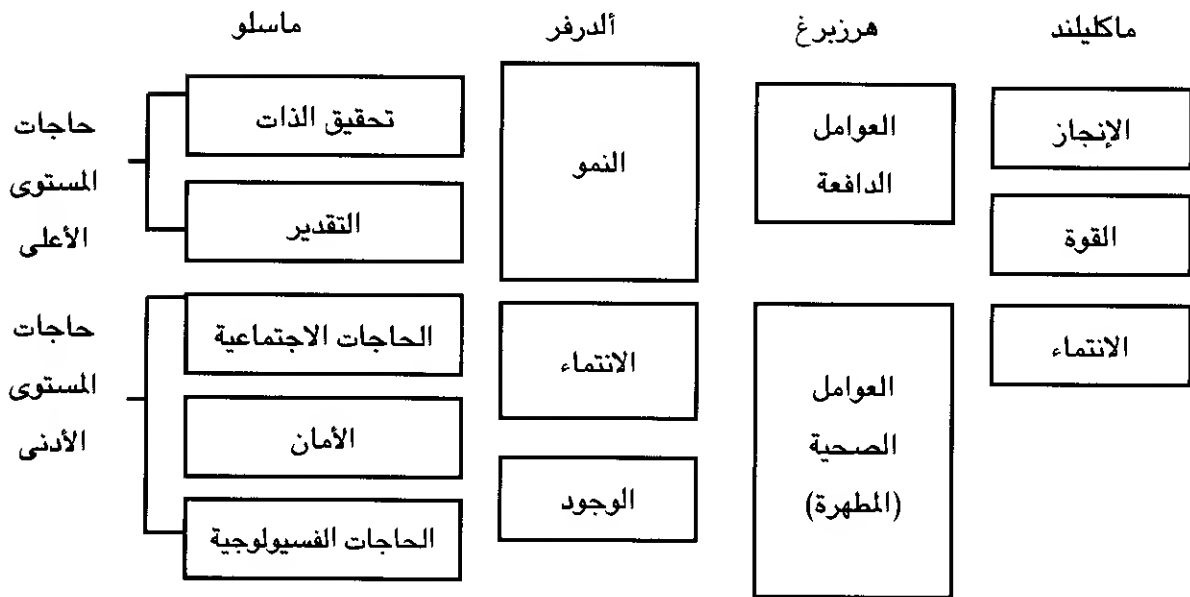 ماسلو
ألدرفر
هرزبرغ
ماكليلند
حاجات
المستوى
الأعلى
تحقيق الذات
التقدير
النمو
العوامل
الدافعة
الإنجاز
القوة
حاجات
المستوى
الأدنى
الحاجات الاجتماعية
الأمان
الحاجات الفسيولوجية
الانتماء
الوجود
العوامل
الصحية
(المطهرة)
الانتماء